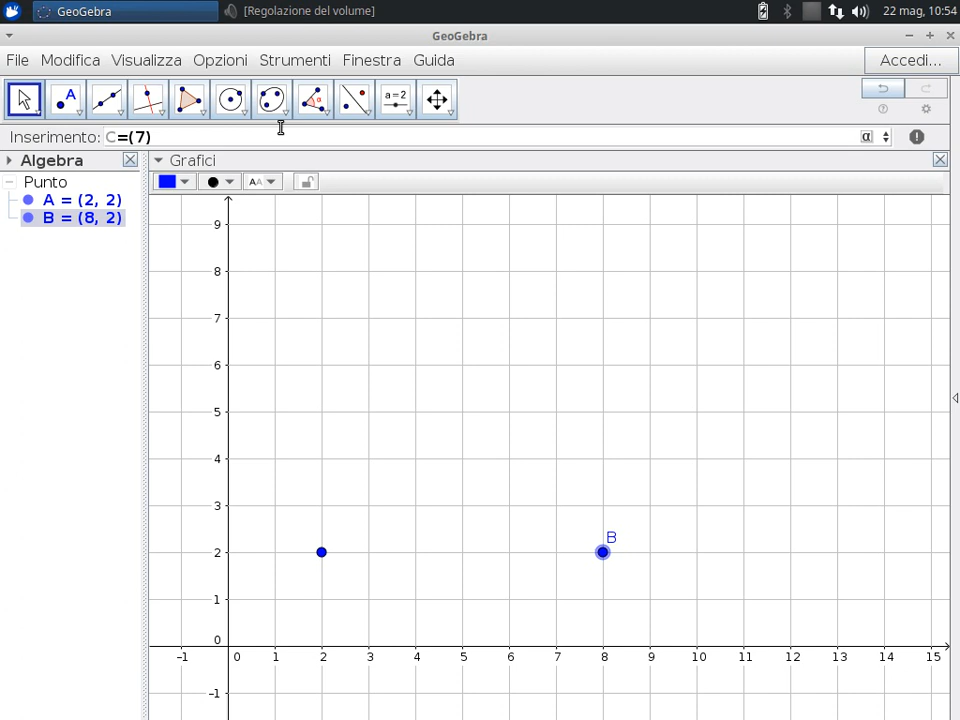 GeoGebra [Regolazione del volume] 22 mag, 10:54
GeoGebra
File Modifica Visualizza Opzioni Strumenti Finestra Guida Accedi...
A a=2
Inserimento: C=(7) α
Algebra Grafici
Punto AA
A = (2, 2)
B = (8, 2)
9
8
7
6
5
4
3
B
2
1
0
-1 0 1 2 3 4 5 6 7 8 9 10 11 12 13 14 15
-1